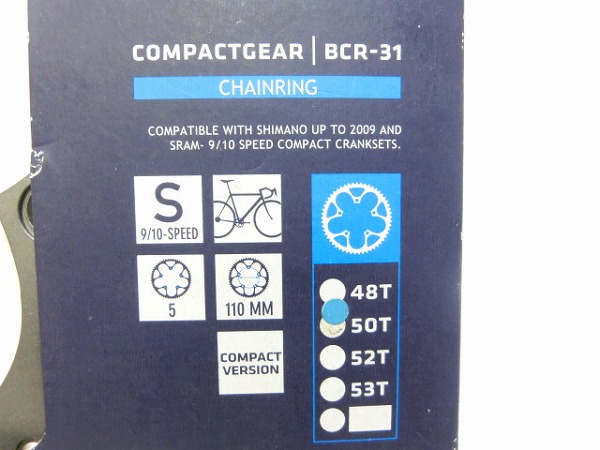 COMPACTGEAR | BCR-31
CHAINRING
COMPATIBLE WITH SHIMANO UP TO 2009 AND
SRAM- 9/10 SPEED COMPACT CRANKSETS.
S
9/10-SPEED
5
110 MM
COMPACT
VERSION
48T
50T
52T
53T